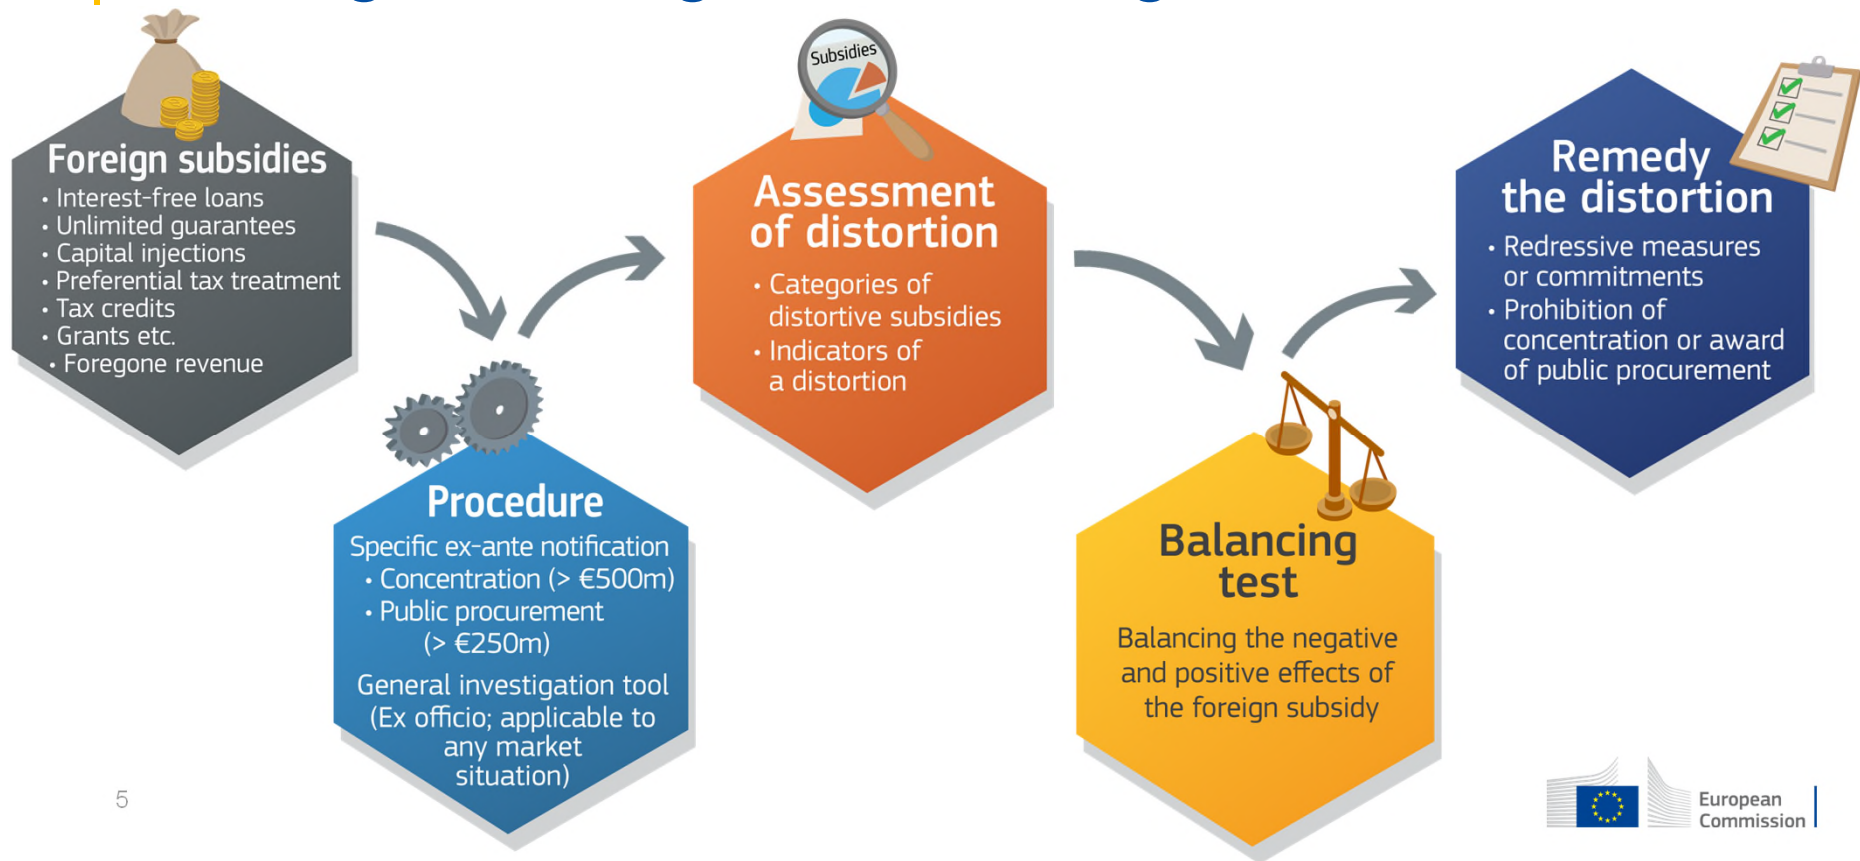 Foreign subsidies
• Interest-free loans
• Unlimited guarantees
• Capital injections
• Preferential tax treatment
• Tax credits
• Grants etc.
• Foregone revenue
Procedure
Specific ex-ante notification
• Concentration (> €500m)
• Public procurement
(> €250m)
General investigation tool
(Ex officio; applicable to
any market
situation)
Subsidies
Assessment
of distortion
• Categories of
distortive subsidies
• Indicators of
a distortion
Balancing
test
Balancing the negative
and positive effects of
the foreign subsidy
Remedy
the distortion
• Redressive measures
or commitments
• Prohibition of
concentration or award
of public procurement
5
European
Commission